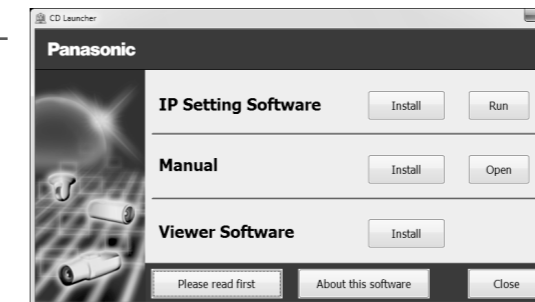 CD Launcher
Panasonic
IP Setting Software Install Run
Manual Install Open
Viewer Software Install
Please read first About this software Close